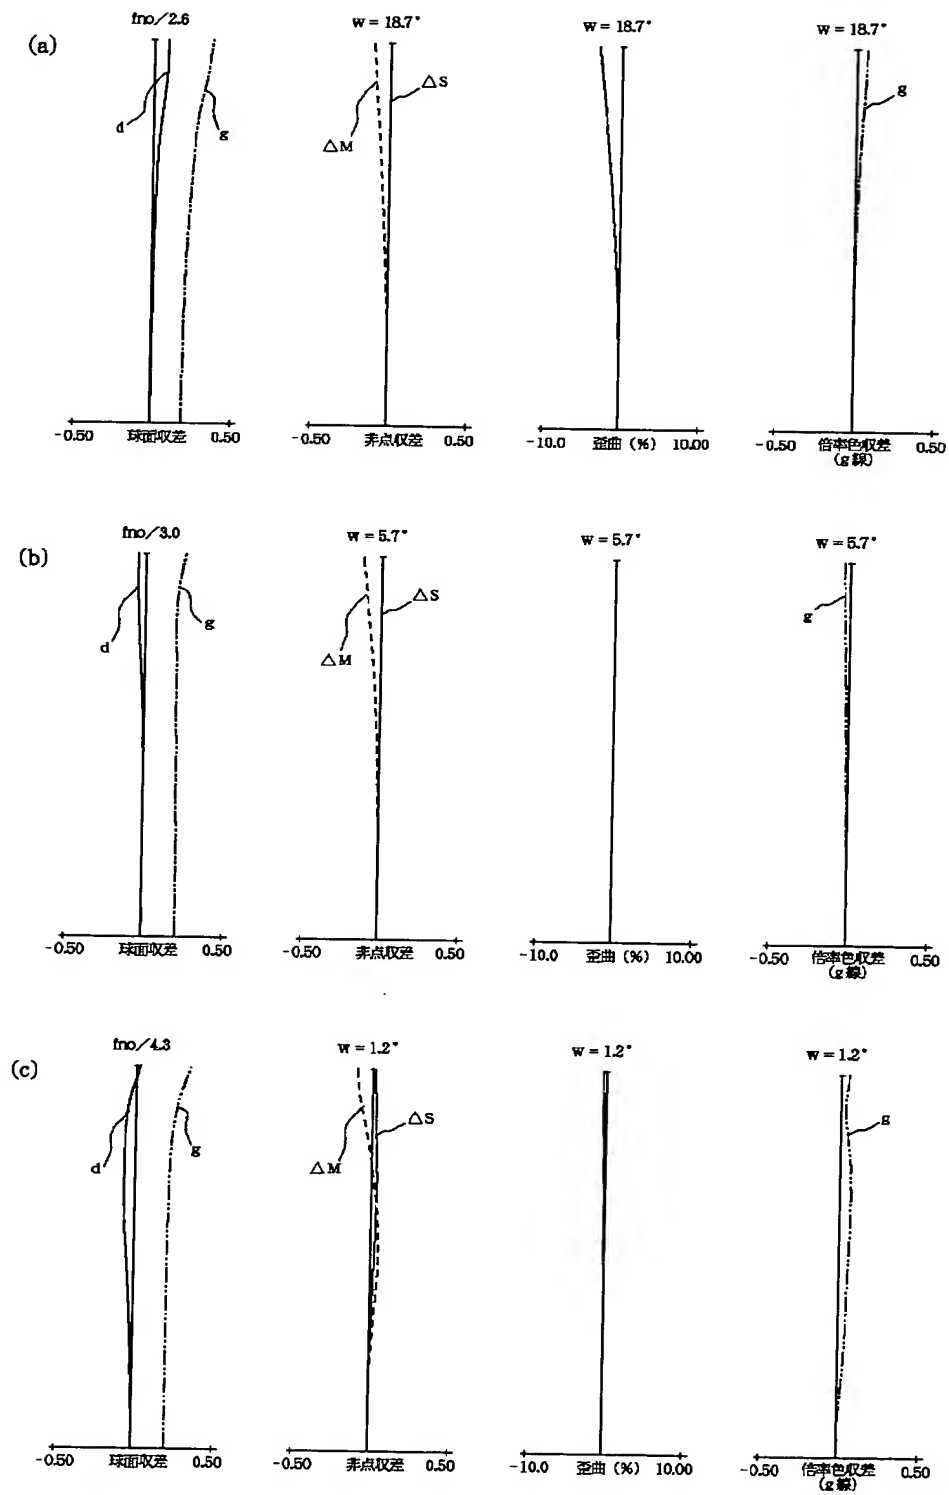 (a)
fno/2.6
w = 18.7°
w = 18.7°
w = 18.7°
d
g
△M
△S
g
-0.50 球面収差 0.50
-0.50 非点収差 0.50
-10.0 歪曲 (%) 10.00
-0.50 倍率色収差 0.50
(g線)
(b)
fno/3.0
w = 5.7°
w = 5.7°
w = 5.7°
d
g
△M
△S
g
-0.50 球面収差 0.50
-0.50 非点収差 0.50
-10.0 歪曲 (%) 10.00
-0.50 倍率色収差 0.50
(g線)
(c)
fno/4.3
w = 1.2°
w = 1.2°
w = 1.2°
d
g
△M
△S
g
-0.50 球面収差 0.50
-0.50 非点収差 0.50
-10.0 歪曲 (%) 10.00
-0.50 倍率色収差 0.50
(g線)